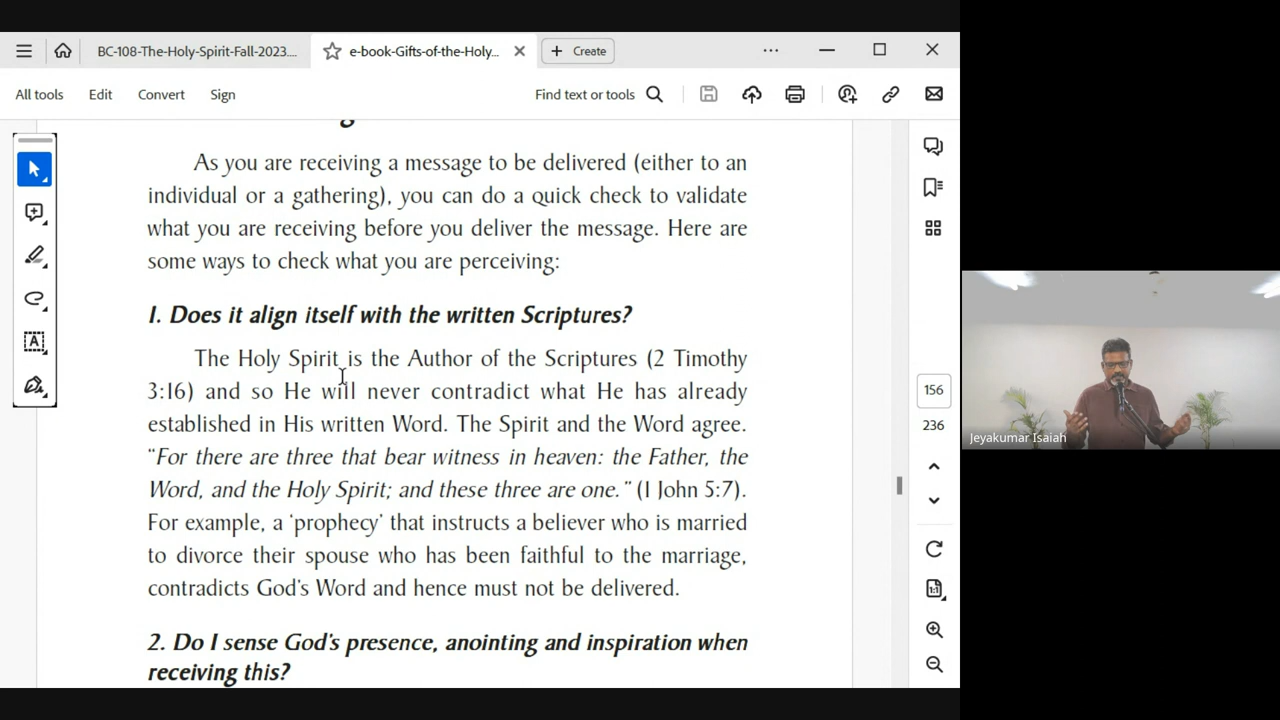 BC-108-The-Holy-Spirit-Fall-2023....
e-book-Gifts-of-the-Holy...
Create
All tools
Edit
Convert
Sign
Find text or tools
As you are receiving a message to be delivered (either to an
individual or a gathering), you can do a quick check to validate
what you are receiving before you deliver the message. Here are
some ways to check what you are perceiving:
1. Does it align itself with the written Scriptures?
The Holy Spirit is the Author of the Scriptures (2 Timothy
3:16) and so He will never contradict what He has already
established in His written Word. The Spirit and the Word agree.
“For there are three that bear witness in heaven: the Father, the
Word, and the Holy Spirit; and these three are one.” (1 John 5:7).
For example, a ‘prophecy’ that instructs a believer who is married
to divorce their spouse who has been faithful to the marriage,
contradicts God’s Word and hence must not be delivered.
2. Do I sense God’s presence, anointing and inspiration when
receiving this?
156
236
1:1
Jeyakumar Isaiah